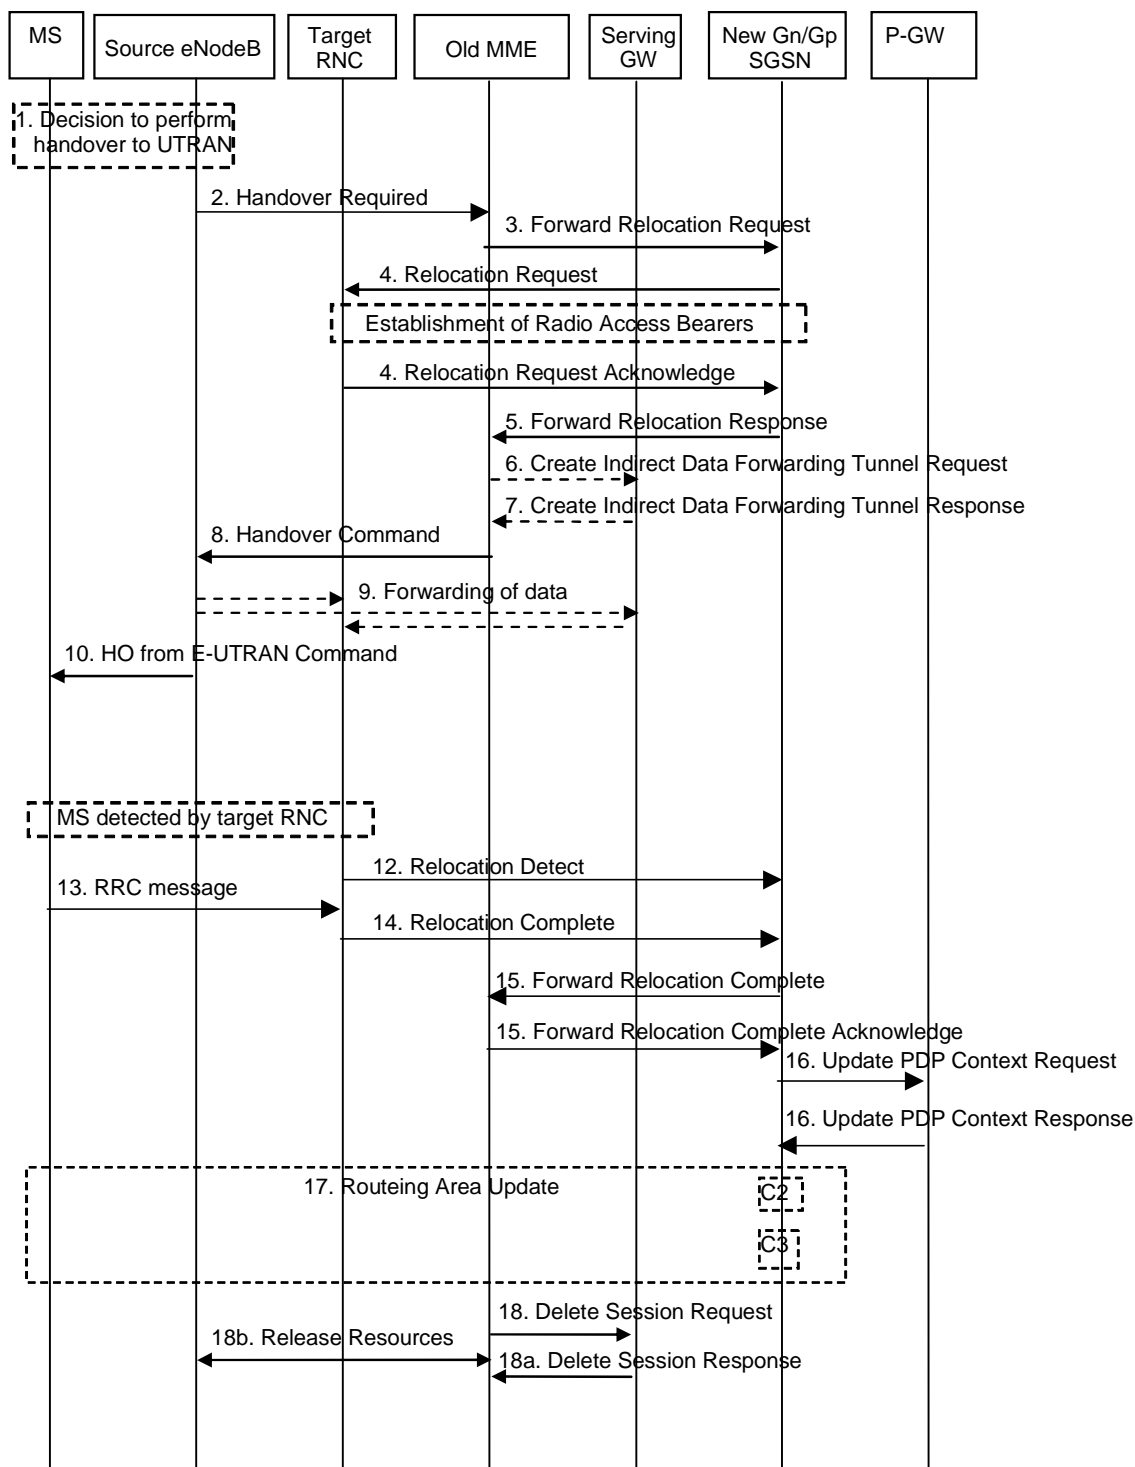 MS
Source eNodeB
Target
RNC
Old MME
Serving
GW
New Gn/Gp
SGSN
P-GW
1. Decision to perform
handover to UTRAN
2. Handover Required
3. Forward Relocation Request
4. Relocation Request
Establishment of Radio Access Bearers
4. Relocation Request Acknowledge
5. Forward Relocation Response
6. Create Indirect Data Forwarding Tunnel Request
7. Create Indirect Data Forwarding Tunnel Response
8. Handover Command
9. Forwarding of data
10. HO from E-UTRAN Command
MS detected by target RNC
12. Relocation Detect
13. RRC message
14. Relocation Complete
15. Forward Relocation Complete
15. Forward Relocation Complete Acknowledge
16. Update PDP Context Request
16. Update PDP Context Response
17. Routeing Area Update
C2
C3
18. Delete Session Request
18b. Release Resources
18a. Delete Session Response